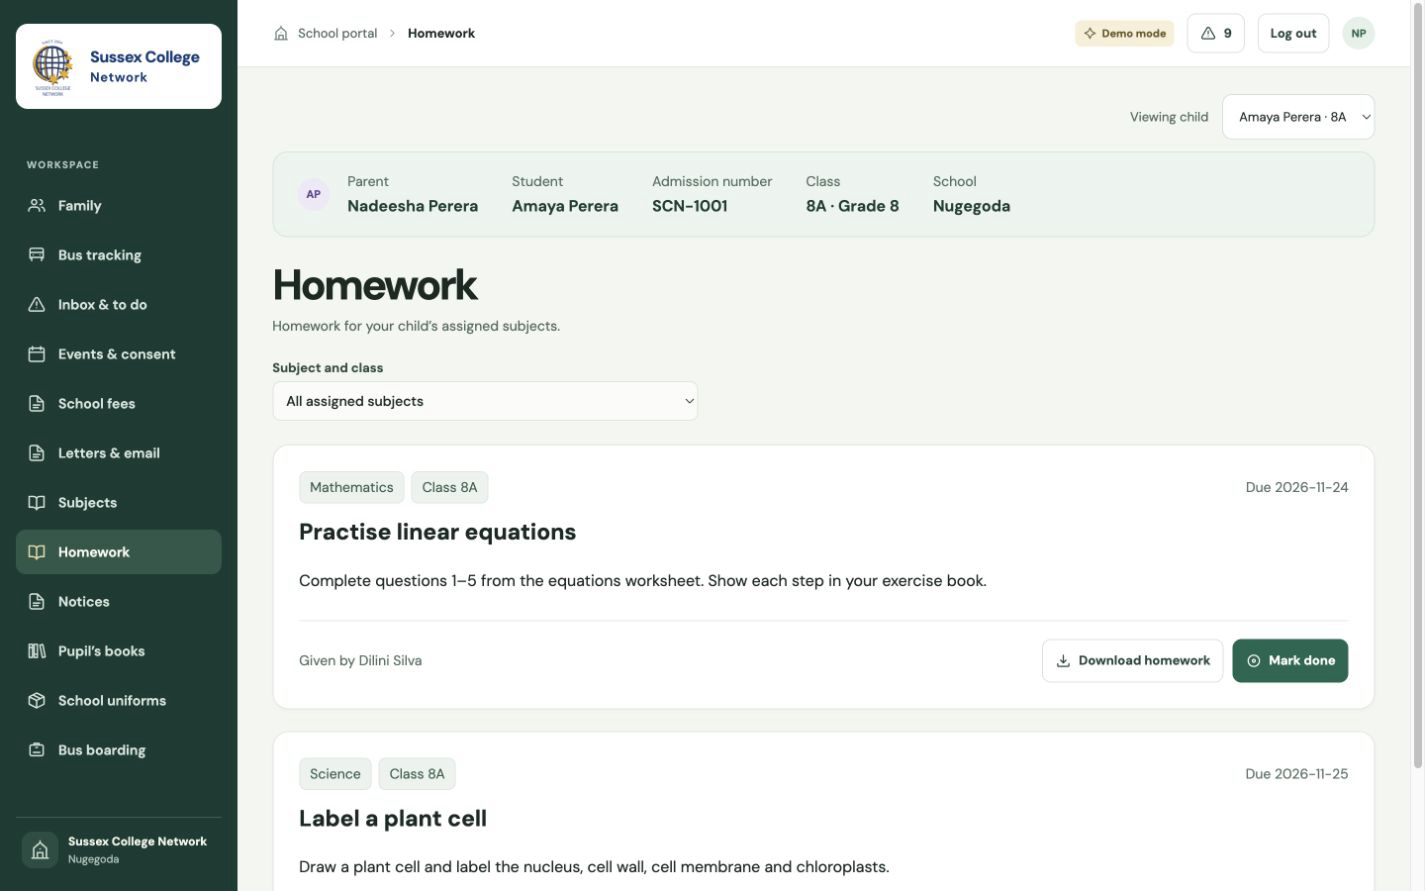 Sussex College
Network
SUSSEX COLLEGE
NETWORK
WORKSPACE
Family
Bus tracking
Inbox & to do
Events & consent
School fees
Letters & email
Subjects
Homework
Notices
Pupil's books
School uniforms
Bus boarding
Sussex College Network
Nugegoda
School portal > Homework
Demo mode
9
Log out
NP
Viewing child
Amaya Perera · 8A
AP
Parent
Nadeesha Perera
Student
Amaya Perera
Admission number
SCN-1001
Class
8A · Grade 8
School
Nugegoda
Homework
Homework for your child's assigned subjects.
Subject and class
All assigned subjects
Mathematics Class 8A Due 2026-11-24
Practise linear equations
Complete questions 1–5 from the equations worksheet. Show each step in your exercise book.
Given by Dilini Silva
Download homework
Mark done
Science Class 8A Due 2026-11-25
Label a plant cell
Draw a plant cell and label the nucleus, cell wall, cell membrane and chloroplasts.